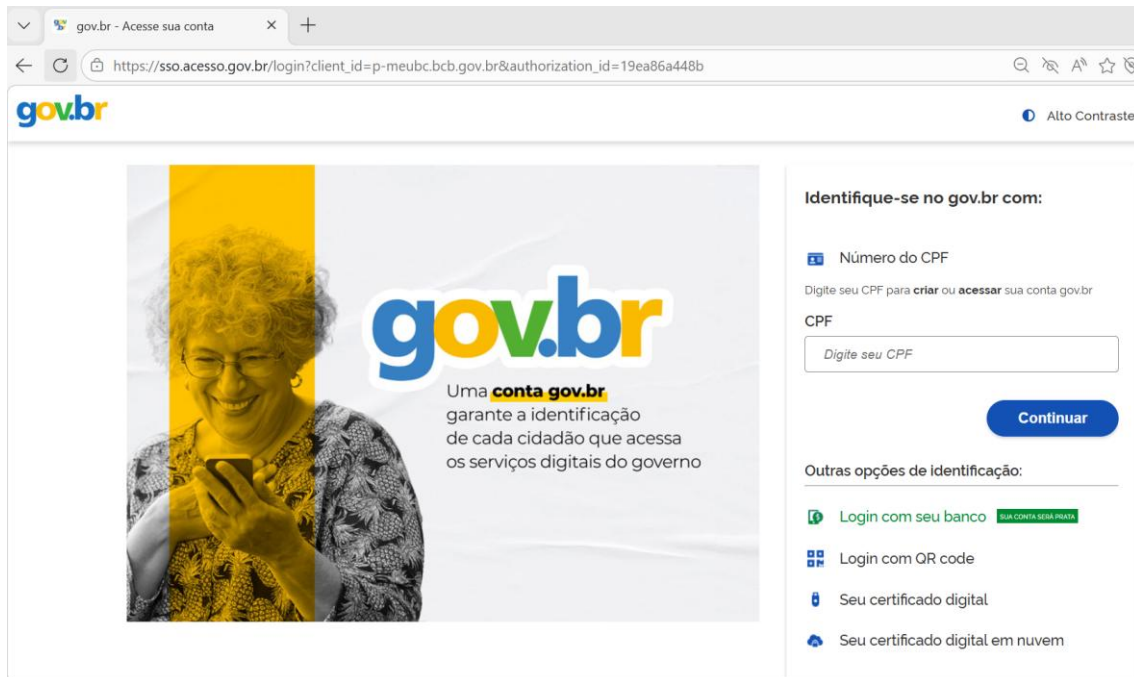 gov.br - Acesse sua conta
https://sso.acesso.gov.br/login?client_id=p-meubc.bcb.gov.br&authorization_id=19ea86a448b
gov.br
Alto Contraste
gov.br
Uma conta gov.br
garante a identificação
de cada cidadão que acessa
os serviços digitais do governo
Identifique-se no gov.br com:
Número do CPF
Digite seu CPF para criar ou acessar sua conta gov.br
CPF
Digite seu CPF
Continuar
Outras opções de identificação:
Login com seu banco SUA CONTA SERÁ PRATA
Login com QR code
Seu certificado digital
Seu certificado digital em nuvem